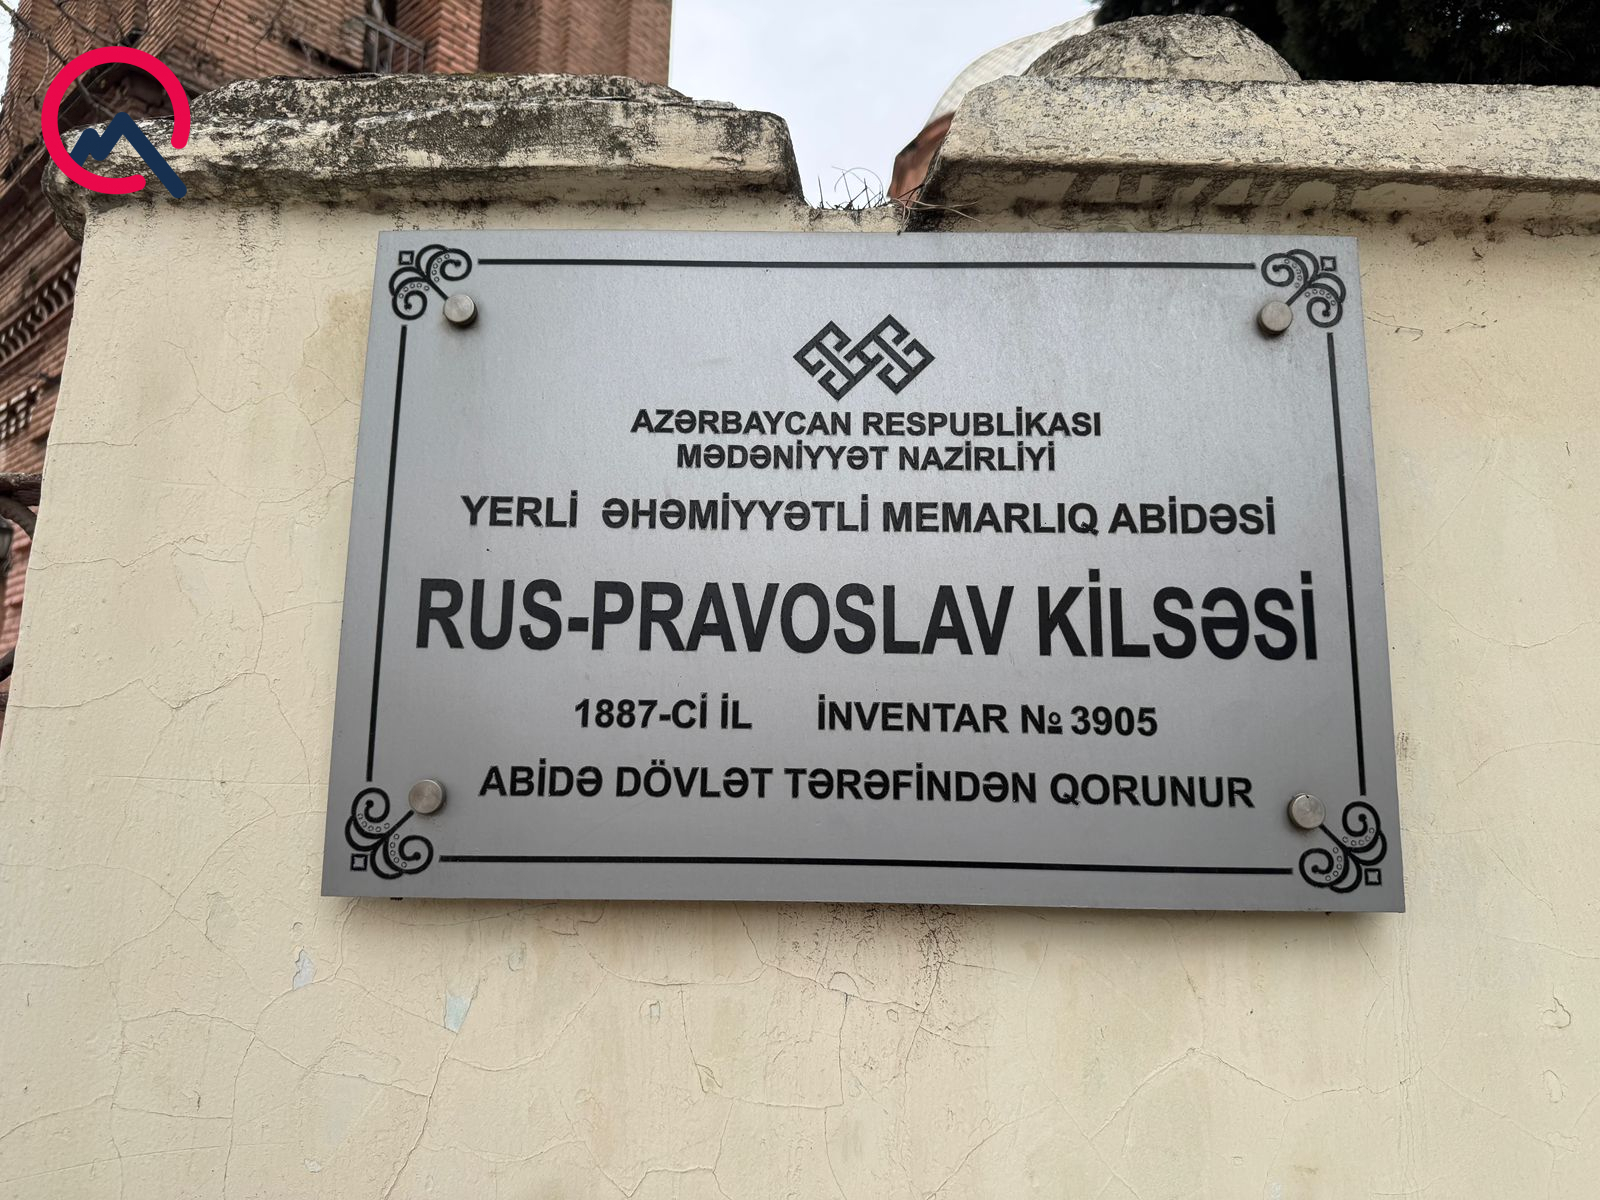 AZƏRBAYCAN RESPUBLİKASI
MƏDƏNİYYƏT NAZİRLİYİ
YERLİ ƏHƏMİYYƏTLİ MEMARLIQ ABİDƏSİ
RUS-PRAVOSLAV KİLSƏSİ
1887-Cİ İL İNVENTAR № 3905
ABİDƏ DÖVLƏT TƏRƏFİNDƏN QORUNUR